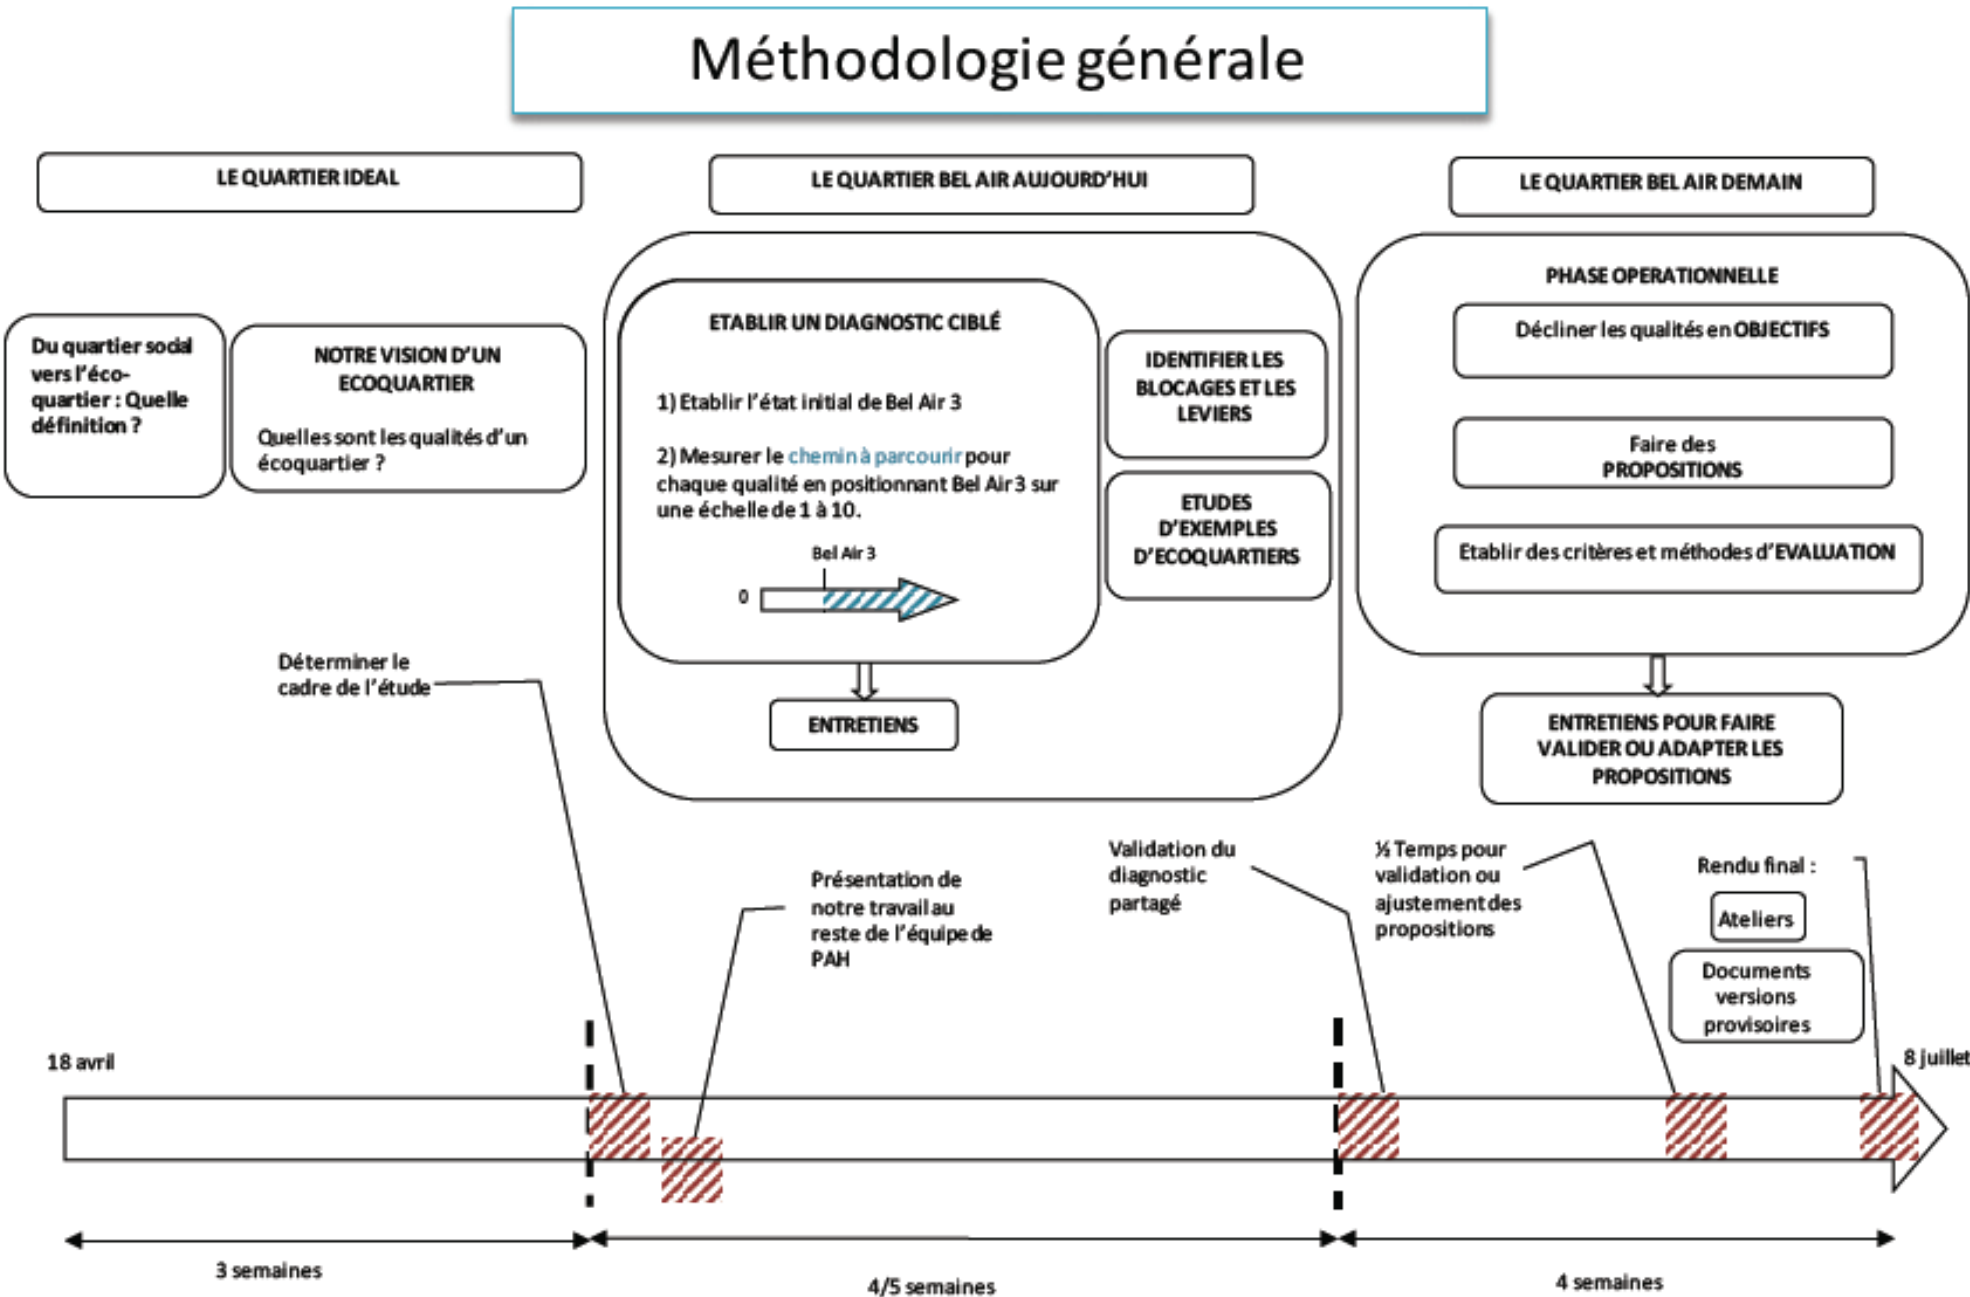 Méthodologie générale
LE QUARTIER IDEAL
LE QUARTIER BEL AIR AUJOURD'HUI
LE QUARTIER BEL AIR DEMAIN
Du quartier social
vers l'éco-
quartier : Quelle
définition ?
NOTRE VISION D'UN
ECOQUARTIER
Quelles sont les qualités d'un
écoquartier ?
ETABLIR UN DIAGNOSTIC CIBLÉ
1) Etablir l'état initial de Bel Air 3
2) Mesurer le chemin à parcourir pour
chaque qualité en positionnant Bel Air 3 sur
une échelle de 1 à 10.
Bel Air 3
0
ENTRETIENS
IDENTIFIER LES
BLOCAGES ET LES
LEVIERS
ETUDES
D'EXEMPLES
D'ECOQUARTIERS
PHASE OPERATIONNELLE
Décliner les qualités en OBJECTIFS
Faire des
PROPOSITIONS
Etablir des critères et méthodes d'EVALUATION
ENTRETIENS POUR FAIRE
VALIDER OU ADAPTER LES
PROPOSITIONS
Déterminer le
cadre de l'étude
Présentation de
notre travail au
reste de l'équipe de
PAH
Validation du
diagnostic
partagé
½ Temps pour
validation ou
ajustement des
propositions
Rendu final :
Ateliers
Documents
versions
provisoires
18 avril
8 juillet
3 semaines
4/5 semaines
4 semaines